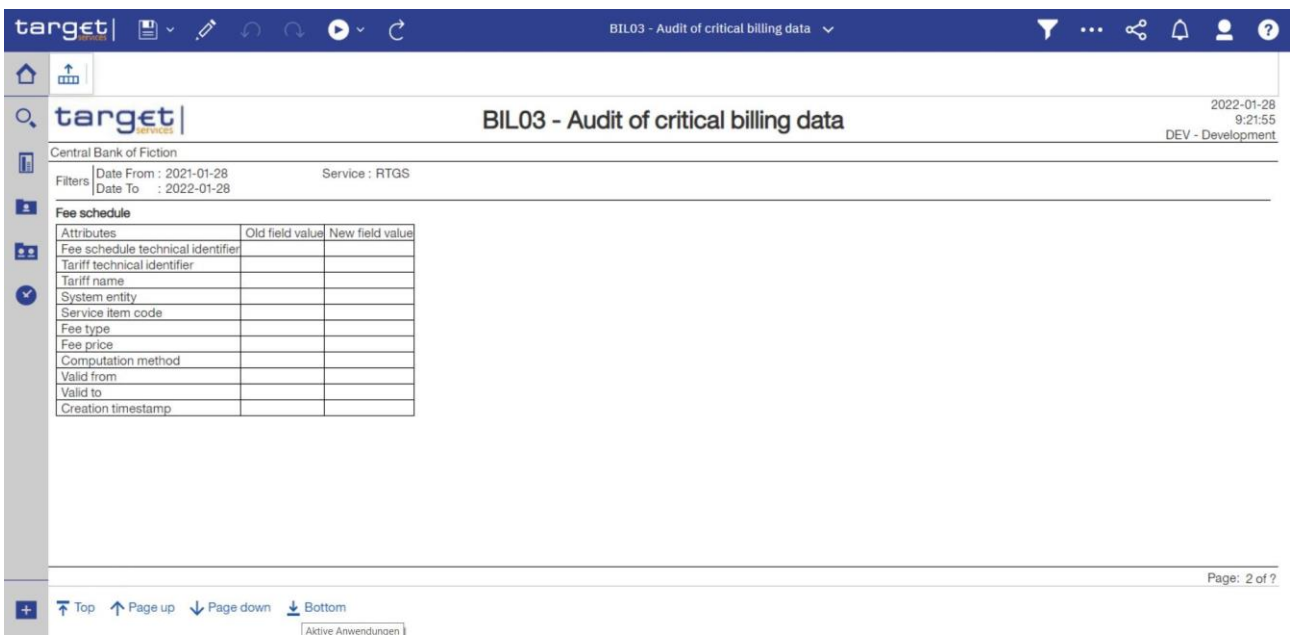 target| services
BIL03 - Audit of critical billing data
?
target| services
BIL03 - Audit of critical billing data
2022-01-28
9:21:55
DEV - Development
Central Bank of Fiction
Filters Date From : 2021-01-28 Service : RTGS
Date To : 2022-01-28
Fee schedule
Attributes Old field value New field value
Fee schedule technical identifier
Tariff technical identifier
Tariff name
System entity
Service item code
Fee type
Fee price
Computation method
Valid from
Valid to
Creation timestamp
Page: 2 of ?
Top Page up Page down Bottom
Aktive Anwendungen